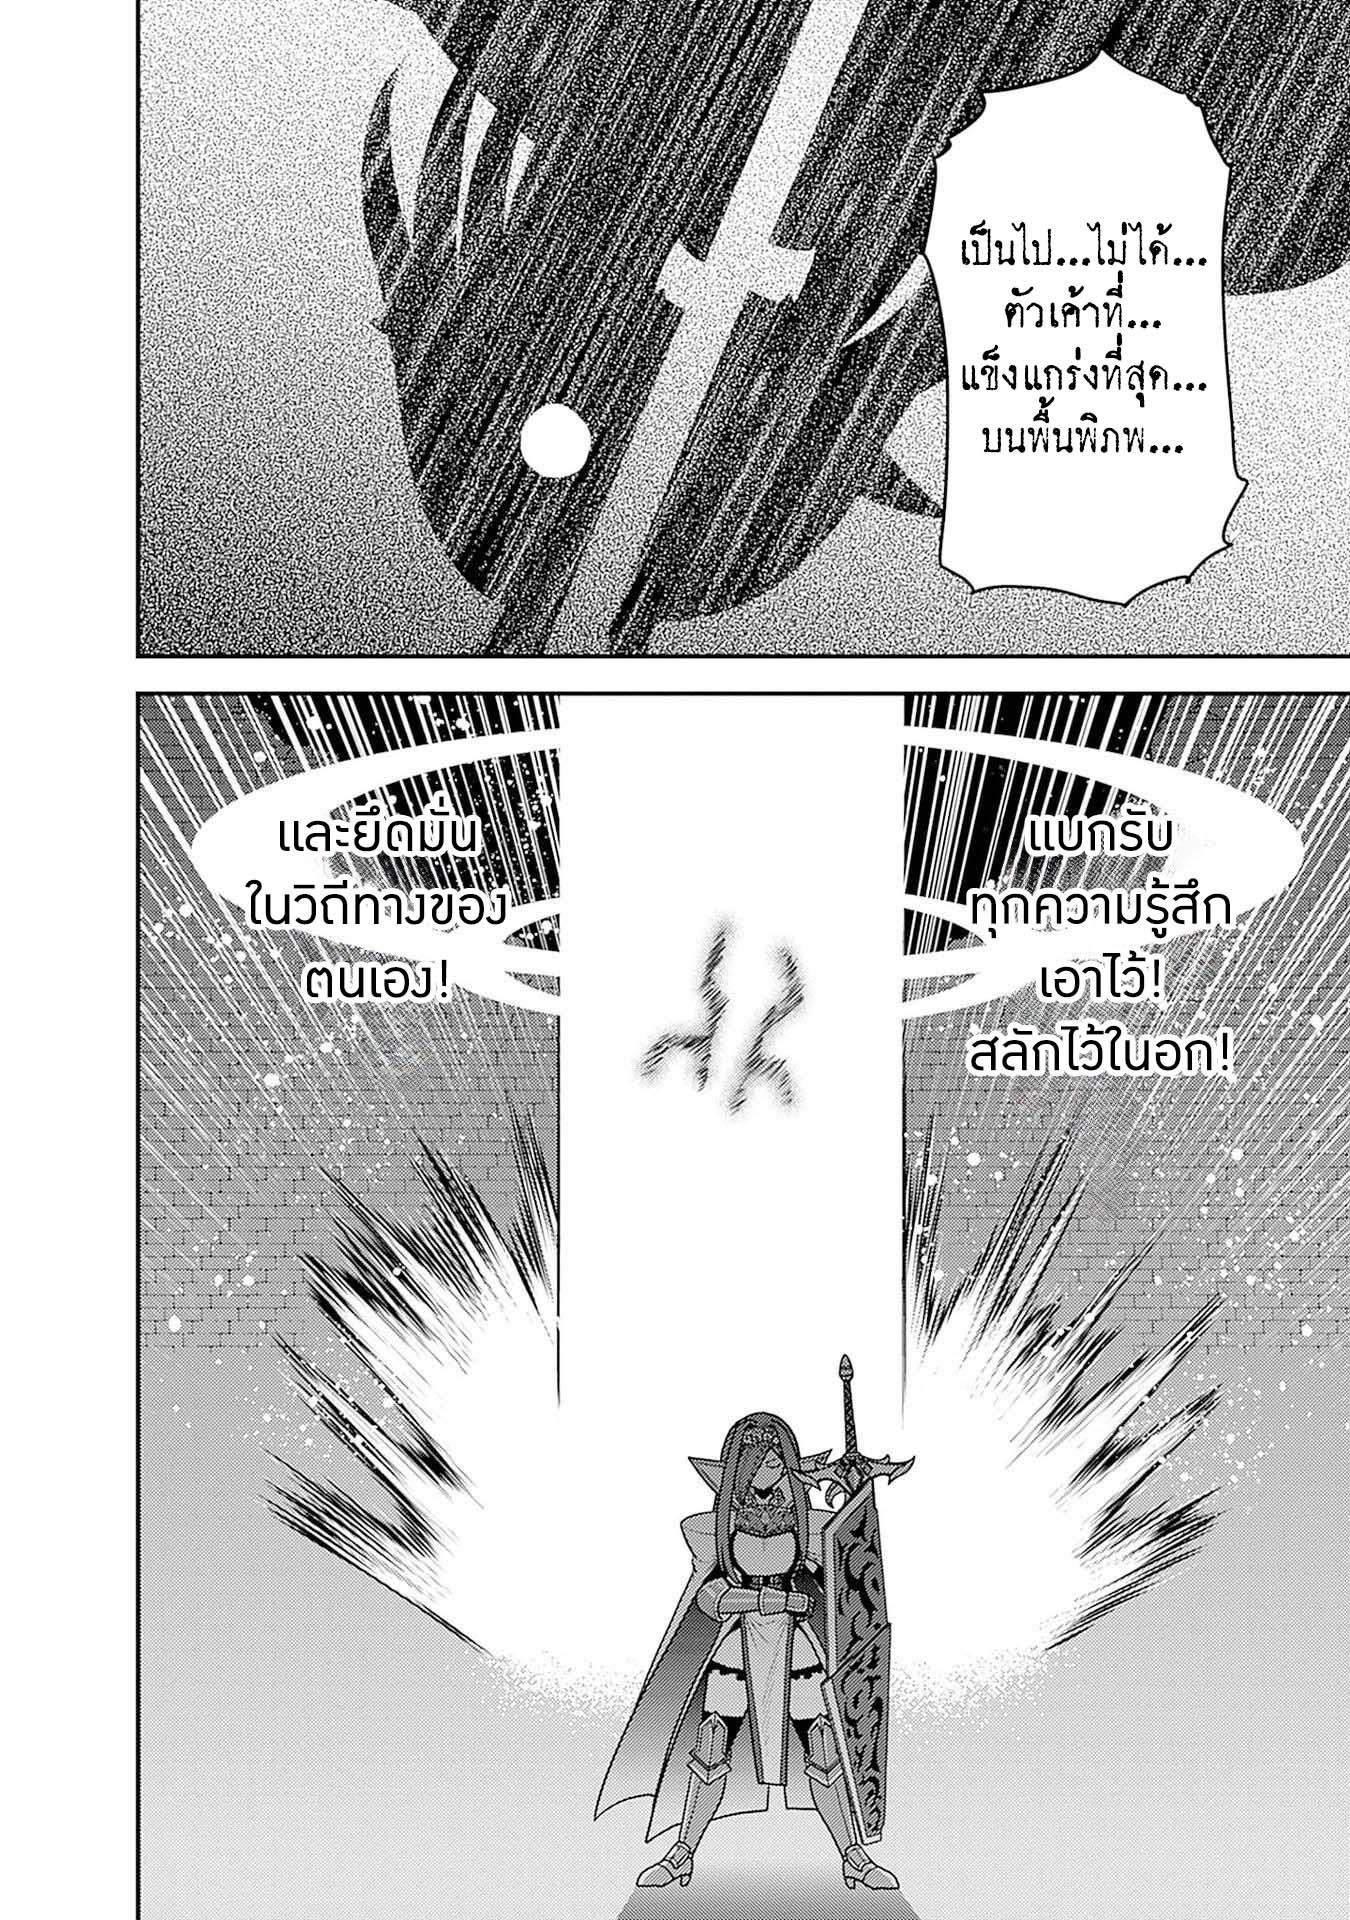 เป็นไป...ไม่ได้...
ตัวเค้าที่...
แข็งแกร่งที่สุด...
บนพื้นพิภพ...
แบกรับ
ทุกความรู้สึก
เอาไว้!
สลักไว้ในอก!
และยึดมั่น
ในวิถีทางของ
ตนเอง!